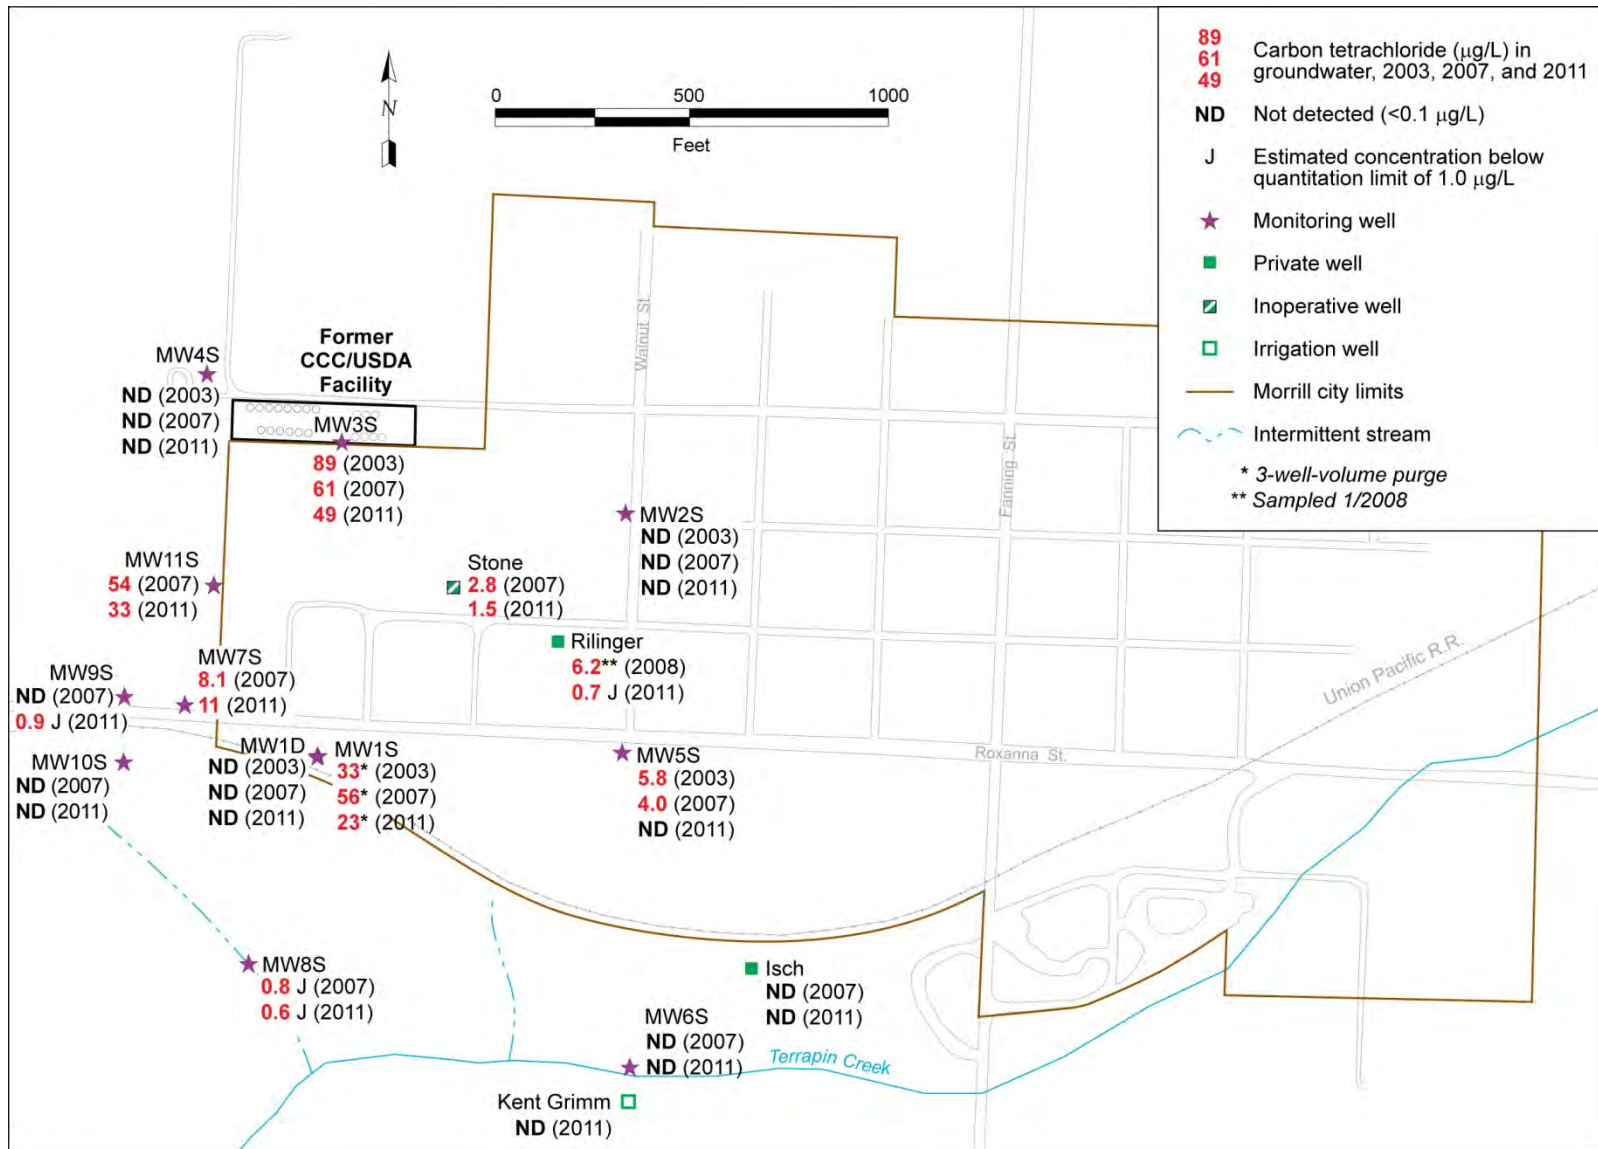 N
0 500 1000
Feet
89
61
49
Carbon tetrachloride (µg/L) in
groundwater, 2003, 2007, and 2011
ND Not detected (<0.1 µg/L)
J Estimated concentration below
quantitation limit of 1.0 µg/L
Monitoring well
Private well
Inoperative well
Irrigation well
Morrill city limits
Intermittent stream
* 3-well-volume purge
** Sampled 1/2008
Walnut St.
Fanning St.
Former
CCC/USDA
Facility
MW4S
ND (2003)
ND (2007)
ND (2011)
MW3S
89 (2003)
61 (2007)
49 (2011)
MW2S
ND (2003)
ND (2007)
ND (2011)
MW11S
54 (2007)
33 (2011)
Stone
2.8 (2007)
1.5 (2011)
Rilinger
6.2** (2008)
0.7 J (2011)
MW7S
8.1 (2007)
11 (2011)
MW9S
ND (2007)
0.9 J (2011)
Union Pacific R.R.
Roxanna St.
MW10S
ND (2007)
ND (2011)
MW1D
ND (2003)
ND (2007)
ND (2011)
MW1S
33* (2003)
56* (2007)
23* (2011)
MW5S
5.8 (2003)
4.0 (2007)
ND (2011)
MW8S
0.8 J (2007)
0.6 J (2011)
Isch
ND (2007)
ND (2011)
MW6S
ND (2007)
ND (2011)
Terrapin Creek
Kent Grimm
ND (2011)